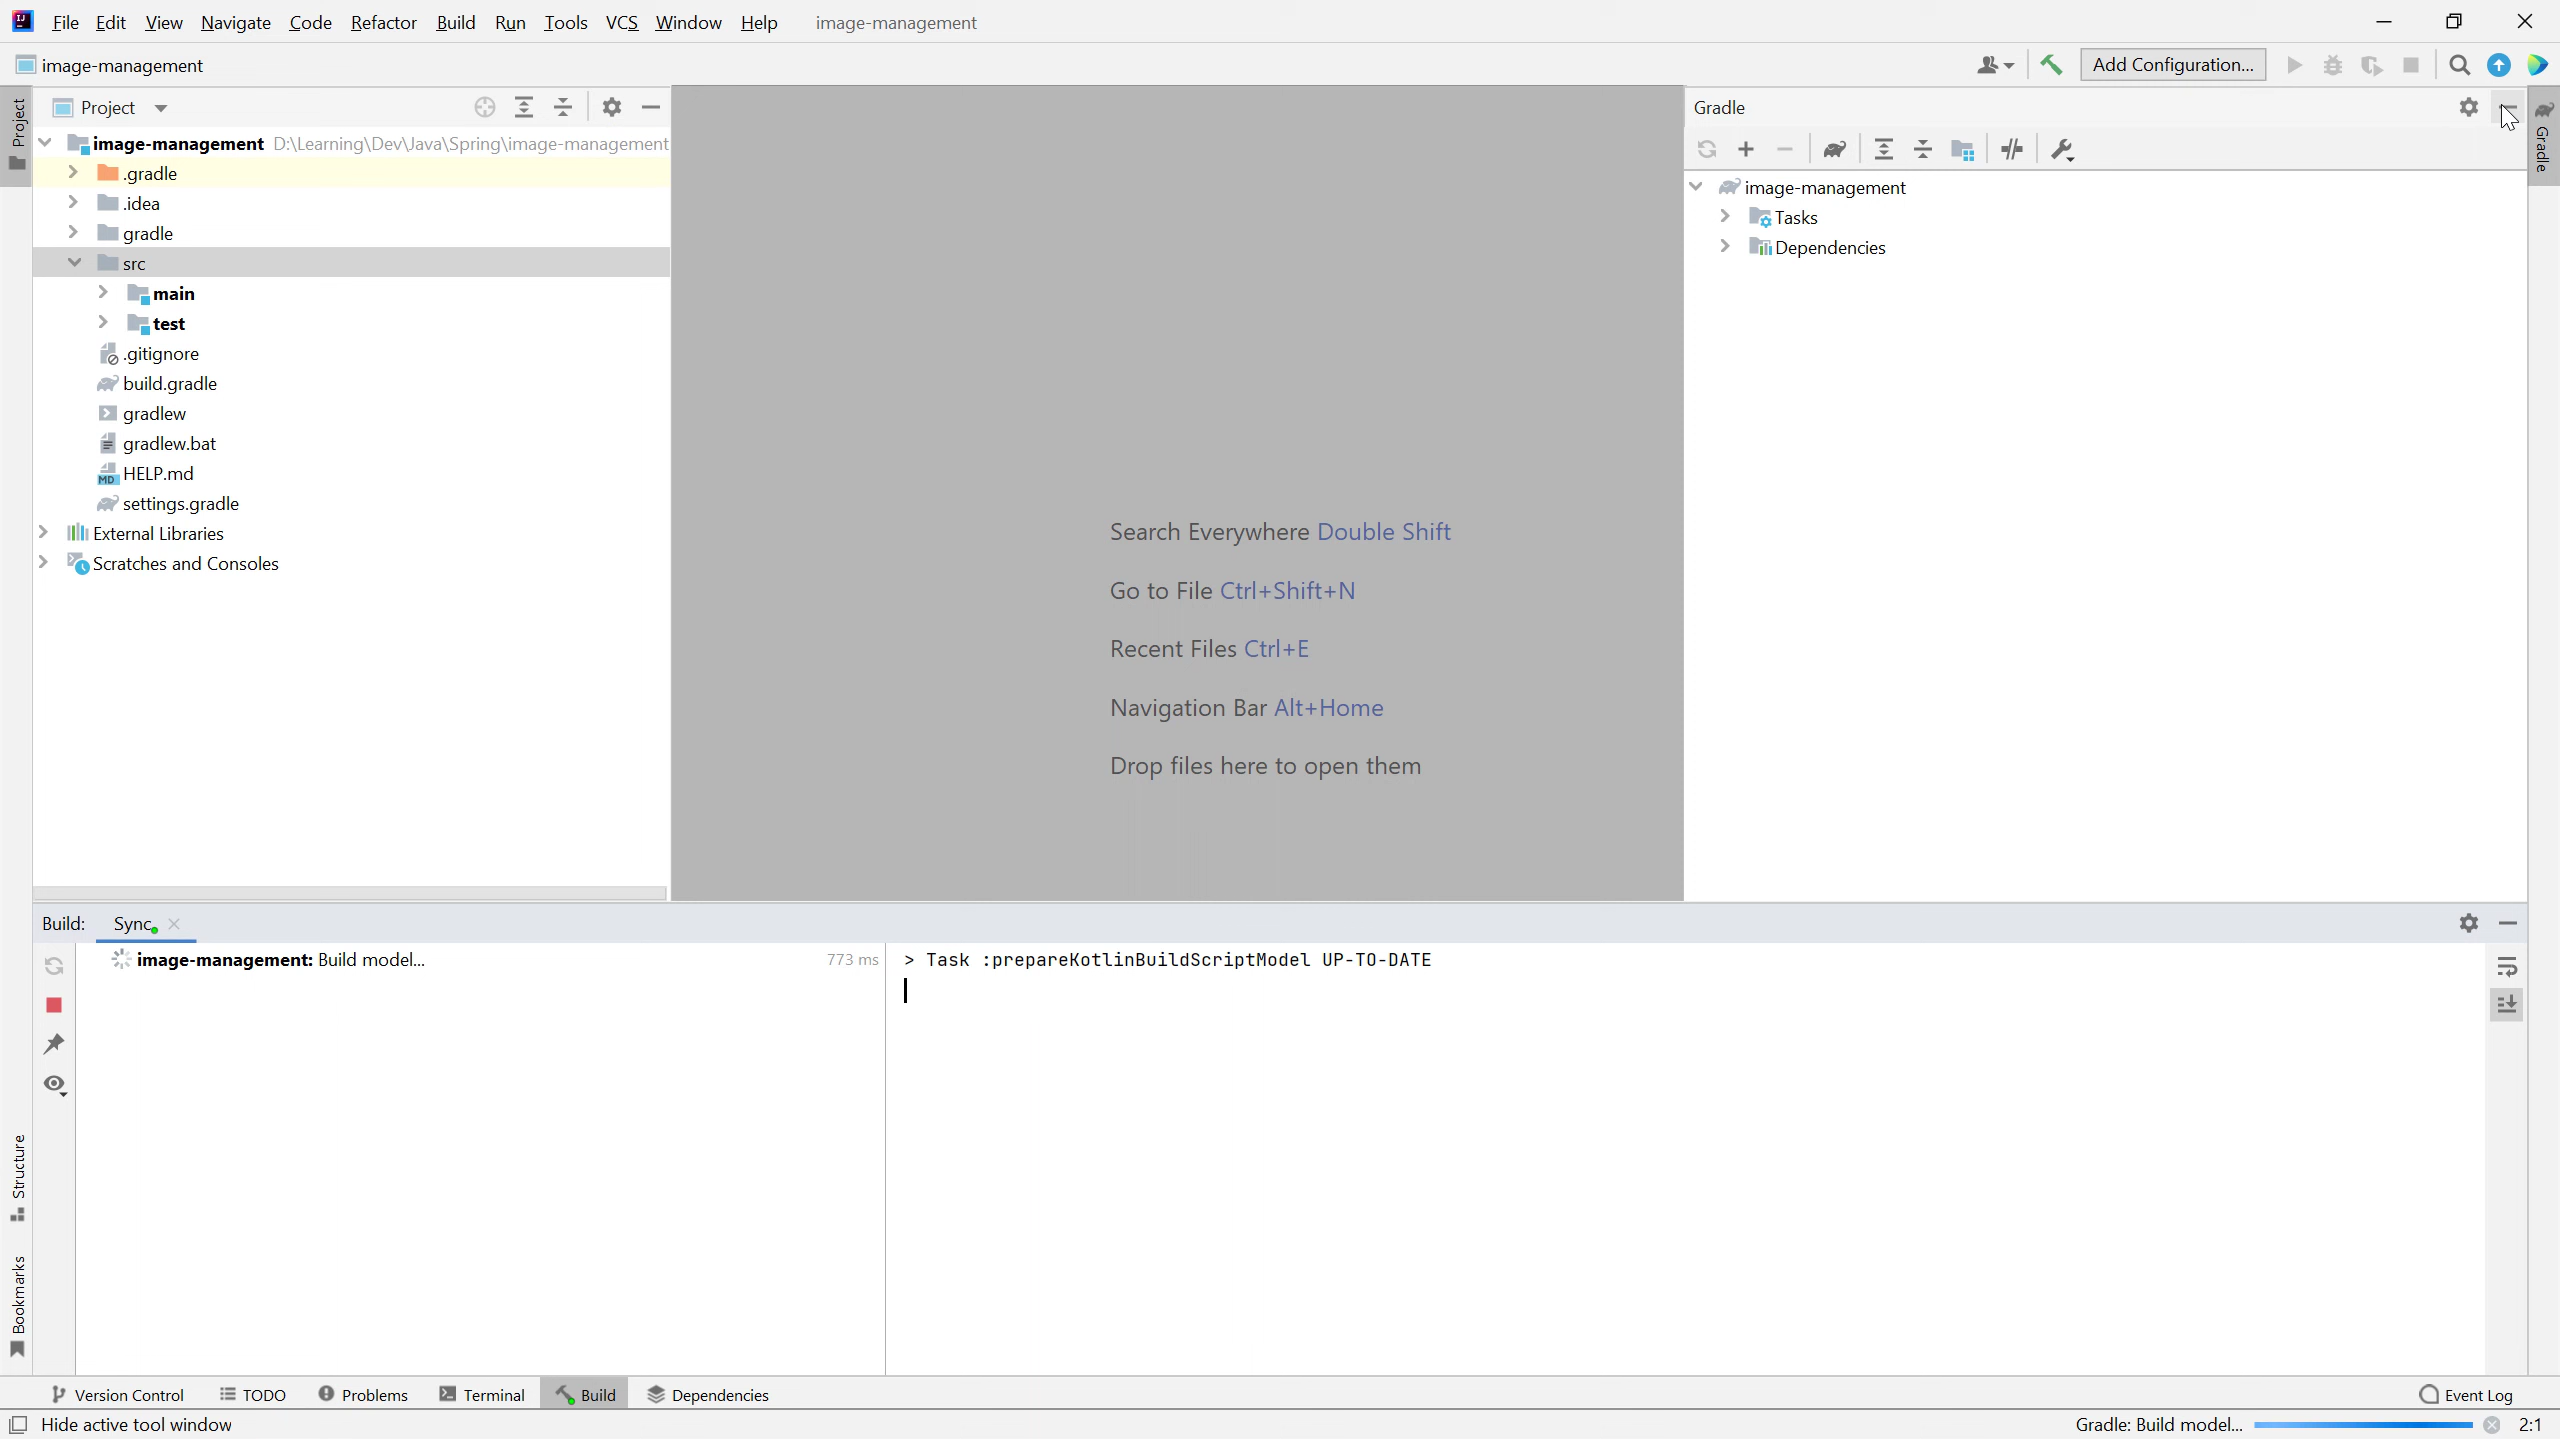 File Edit View Navigate Code Refactor Build Run Tools VCS Window Help image-management
image-management
Add Configuration...
Project
Project
image-management D:\Learning\Dev\Java\Spring\image-management
.gradle
.idea
gradle
src
main
test
.gitignore
build.gradle
gradlew
gradlew.bat
MD HELP.md
settings.gradle
External Libraries
Scratches and Consoles
Search Everywhere Double Shift
Go to File Ctrl+Shift+N
Recent Files Ctrl+E
Navigation Bar Alt+Home
Drop files here to open them
Gradle
Gradle
image-management
Tasks
Dependencies
Build: Sync
image-management: Build model... 773 ms
> Task :prepareKotlinBuildScriptModel UP-TO-DATE
Structure
Bookmarks
Version Control TODO Problems Terminal Build Dependencies Event Log
Hide active tool window Gradle: Build model... 2:1